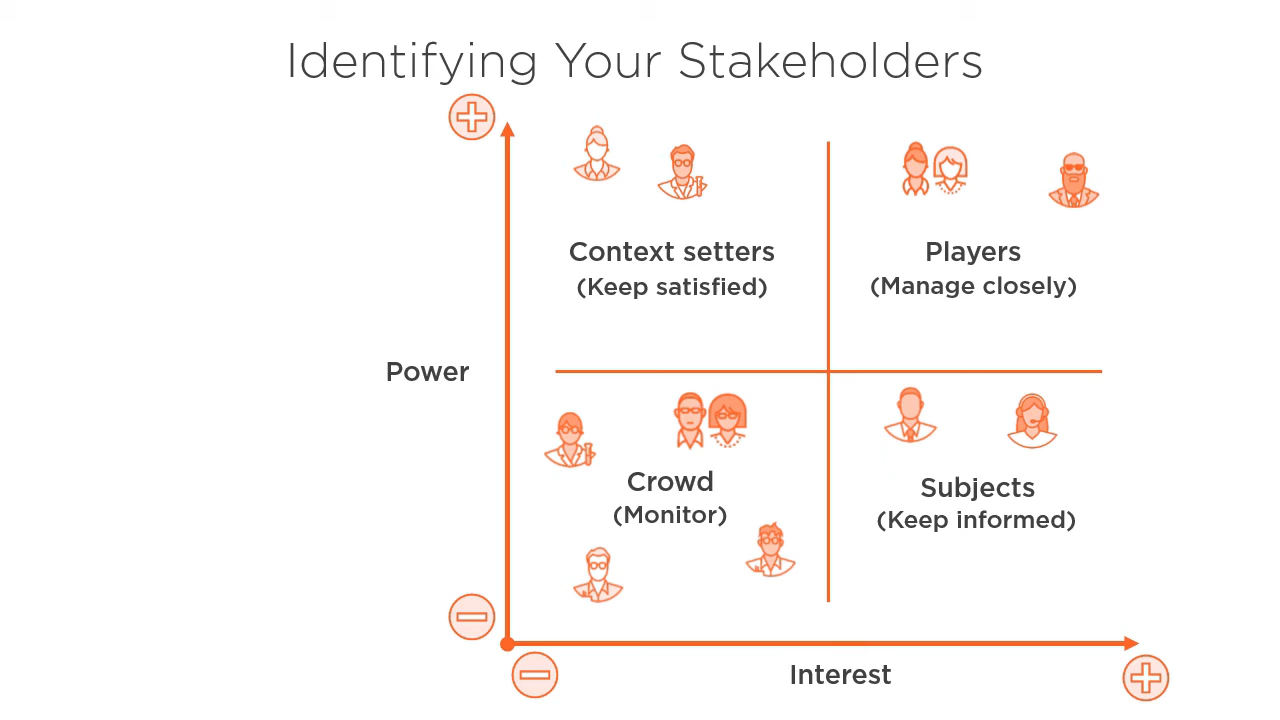 Identifying Your Stakeholders
Context setters
(Keep satisfied)
Players
(Manage closely)
Power
Crowd
(Monitor)
Subjects
(Keep informed)
Interest